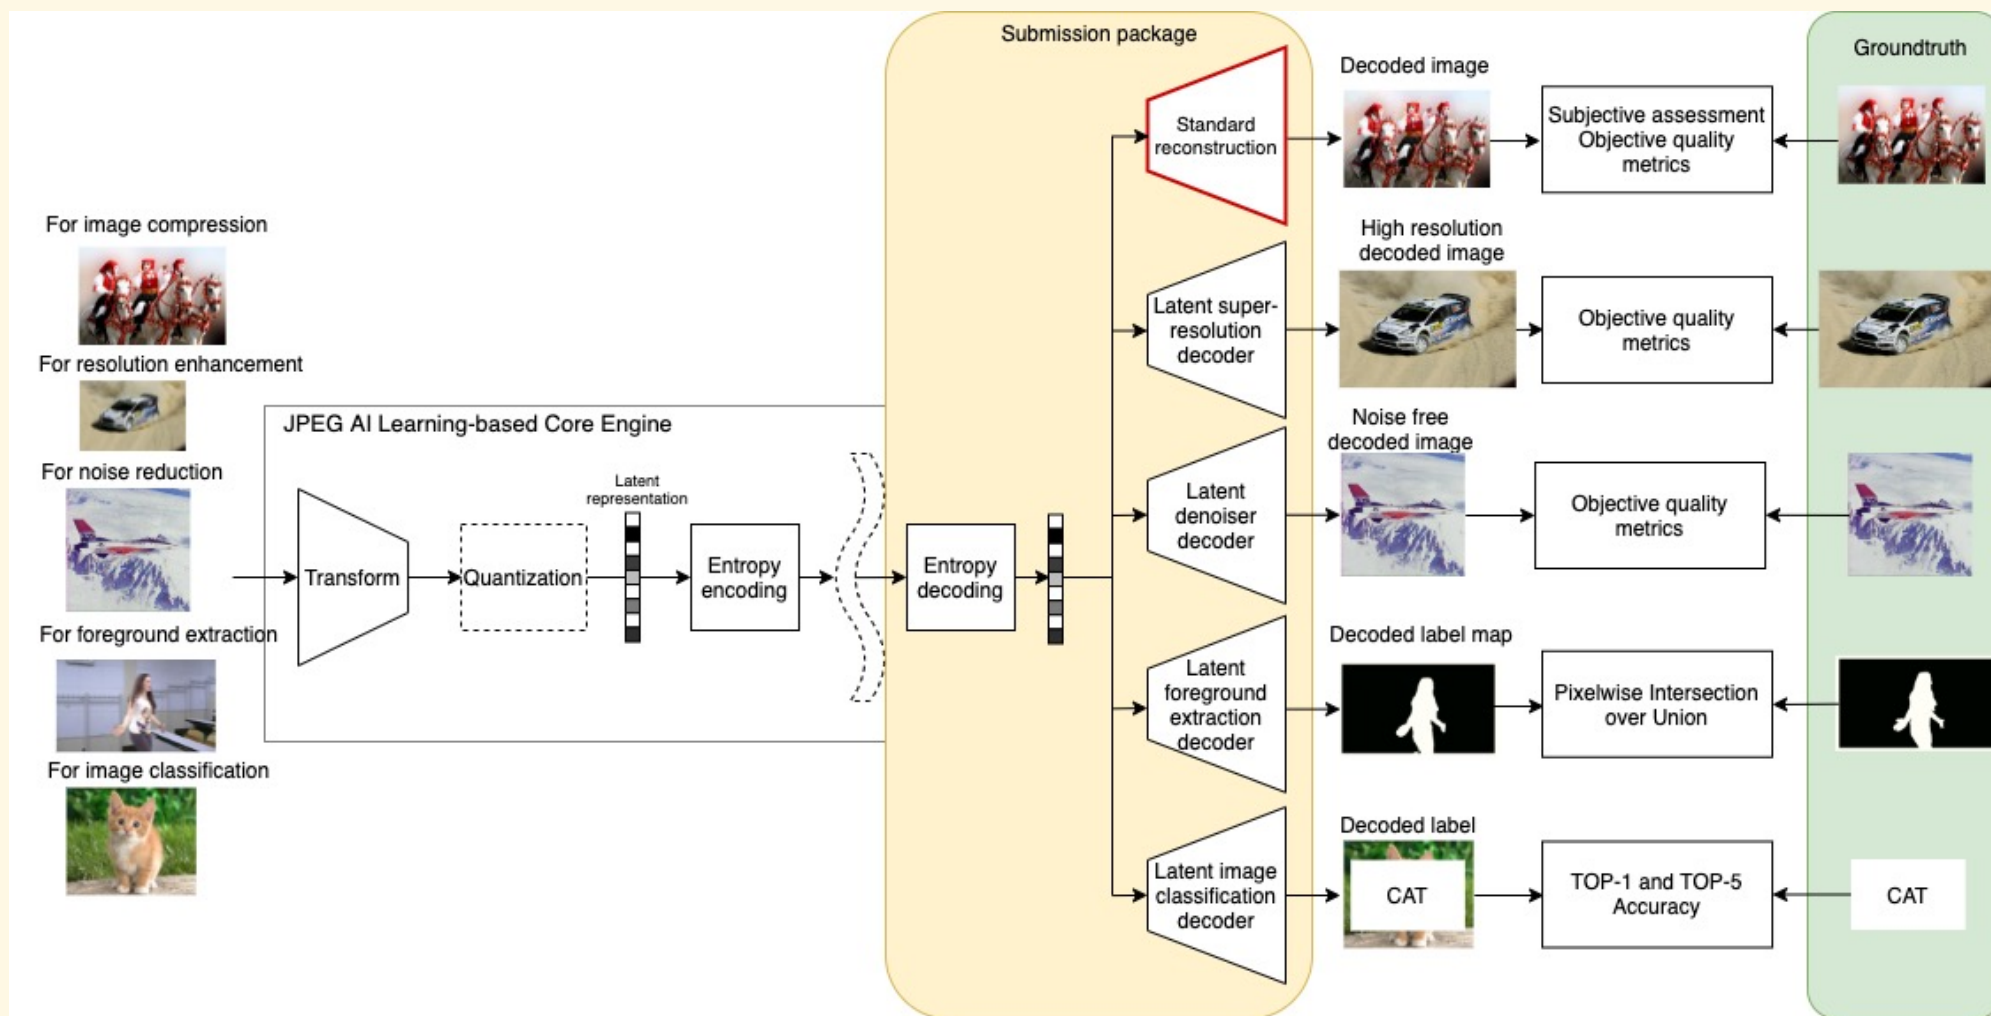 Submission package
Groundtruth
For image compression
For resolution enhancement
For noise reduction
For foreground extraction
For image classification
JPEG AI Learning-based Core Engine
Transform
Quantization
Latent
representation
Entropy
encoding
Entropy
decoding
Standard
reconstruction
Decoded image
Subjective assessment
Objective quality
metrics
Latent super-
resolution
decoder
High resolution
decoded image
Objective quality
metrics
Latent
denoiser
decoder
Noise free
decoded image
Objective quality
metrics
Latent
foreground
extraction
decoder
Decoded label map
Pixelwise Intersection
over Union
Latent image
classification
decoder
Decoded label
CAT
TOP-1 and TOP-5
Accuracy
CAT